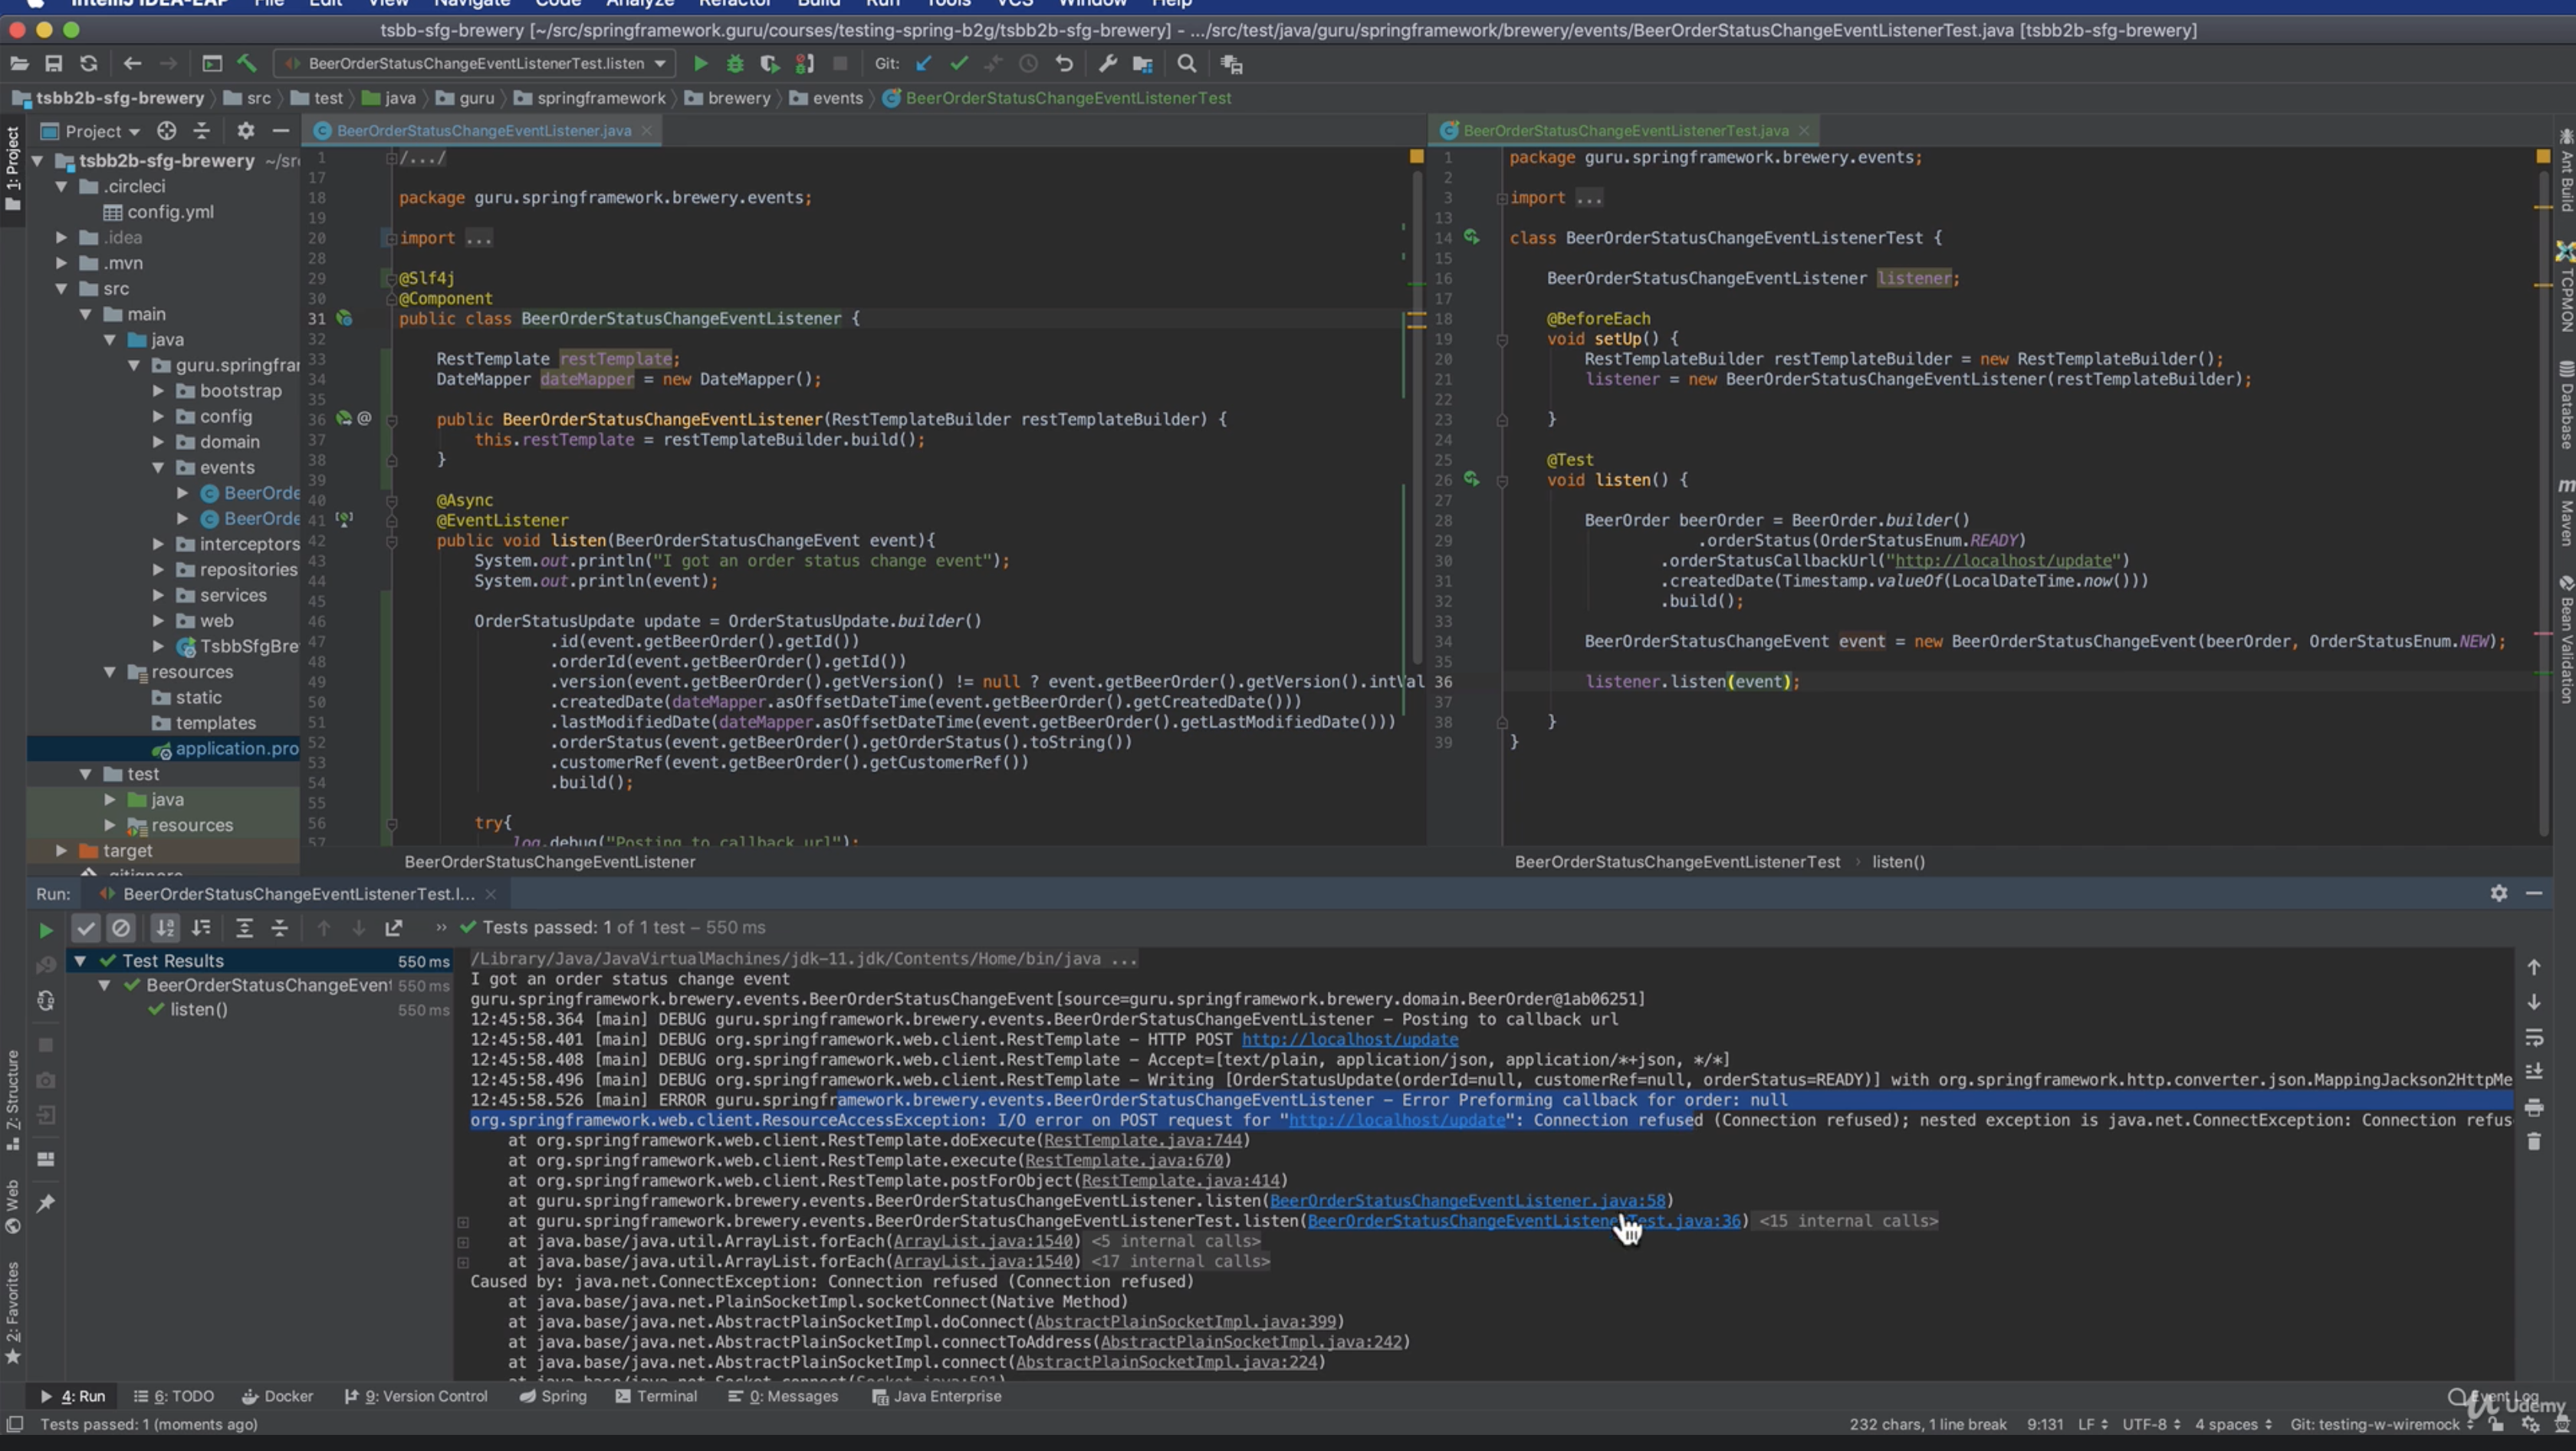 IntelliJ IDEA-EAP File Edit View Navigate Code Analyze Refactor Build Run Tools VCS Window Help
tsbb-sfg-brewery [~/src/springframework.guru/courses/testing-spring-b2g/tsbb2b-sfg-brewery] - .../src/test/java/guru/springframework/brewery/events/BeerOrderStatusChangeEventListenerTest.java [tsbb2b-sfg-brewery]
BeerOrderStatusChangeEventListenerTest.listen
Git:
tsbb2b-sfg-brewery src test java guru springframework brewery events BeerOrderStatusChangeEventListenerTest
1: Project
Project
tsbb2b-sfg-brewery ~/sr
.circleci
config.yml
.idea
.mvn
src
main
java
guru.springfrar
bootstrap
config
domain
events
BeerOrde
BeerOrde
interceptors
repositories
services
web
TsbbSfgBre
resources
static
templates
application.pro
test
java
resources
target
.gitignore
BeerOrderStatusChangeEventListener.java
1 /.../
17
18 package guru.springframework.brewery.events;
19
20 import ...
28
29 @Slf4j
30 @Component
31 public class BeerOrderStatusChangeEventListener {
32
33 RestTemplate restTemplate;
34 DateMapper dateMapper = new DateMapper();
35
36 @ public BeerOrderStatusChangeEventListener(RestTemplateBuilder restTemplateBuilder) {
37 this.restTemplate = restTemplateBuilder.build();
38 }
39
40 @Async
41 @EventListener
42 public void listen(BeerOrderStatusChangeEvent event){
43 System.out.println("I got an order status change event");
44 System.out.println(event);
45
46 OrderStatusUpdate update = OrderStatusUpdate.builder()
47 .id(event.getBeerOrder().getId())
48 .orderId(event.getBeerOrder().getId())
49 .version(event.getBeerOrder().getVersion() != null ? event.getBeerOrder().getVersion().intVal
50 .createdDate(dateMapper.asOffsetDateTime(event.getBeerOrder().getCreatedDate()))
51 .lastModifiedDate(dateMapper.asOffsetDateTime(event.getBeerOrder().getLastModifiedDate()))
52 .orderStatus(event.getBeerOrder().getOrderStatus().toString())
53 .customerRef(event.getBeerOrder().getCustomerRef())
54 .build();
55
56 try{
57 log.debug("Posting to callback url");
BeerOrderStatusChangeEventListener
BeerOrderStatusChangeEventListenerTest.java
1 package guru.springframework.brewery.events;
2
3 import ...
13
14 class BeerOrderStatusChangeEventListenerTest {
15
16 BeerOrderStatusChangeEventListener listener;
17
18 @BeforeEach
19 void setUp() {
20 RestTemplateBuilder restTemplateBuilder = new RestTemplateBuilder();
21 listener = new BeerOrderStatusChangeEventListener(restTemplateBuilder);
22
23 }
24
25 @Test
26 void listen() {
27
28 BeerOrder beerOrder = BeerOrder.builder()
29 .orderStatus(OrderStatusEnum.READY)
30 .orderStatusCallbackUrl("http://localhost/update")
31 .createdDate(Timestamp.valueOf(LocalDateTime.now()))
32 .build();
33
34 BeerOrderStatusChangeEvent event = new BeerOrderStatusChangeEvent(beerOrder, OrderStatusEnum.NEW);
35
36 listener.listen(event);
37
38 }
39 }
BeerOrderStatusChangeEventListenerTest › listen()
Ant Build
TCPMON
Database
Maven
Bean Validation
Run: BeerOrderStatusChangeEventListenerTest.l...
» Tests passed: 1 of 1 test – 550 ms
Test Results 550 ms
BeerOrderStatusChangeEvent 550 ms
listen() 550 ms
/Library/Java/JavaVirtualMachines/jdk-11.jdk/Contents/Home/bin/java ...
I got an order status change event
guru.springframework.brewery.events.BeerOrderStatusChangeEvent[source=guru.springframework.brewery.domain.BeerOrder@1ab06251]
12:45:58.364 [main] DEBUG guru.springframework.brewery.events.BeerOrderStatusChangeEventListener - Posting to callback url
12:45:58.401 [main] DEBUG org.springframework.web.client.RestTemplate - HTTP POST http://localhost/update
12:45:58.408 [main] DEBUG org.springframework.web.client.RestTemplate - Accept=[text/plain, application/json, application/*+json, */*]
12:45:58.496 [main] DEBUG org.springframework.web.client.RestTemplate - Writing [OrderStatusUpdate(orderId=null, customerRef=null, orderStatus=READY)] with org.springframework.http.converter.json.MappingJackson2HttpMe
12:45:58.526 [main] ERROR guru.springframework.brewery.events.BeerOrderStatusChangeEventListener - Error Preforming callback for order: null
org.springframework.web.client.ResourceAccessException: I/O error on POST request for "http://localhost/update": Connection refused (Connection refused); nested exception is java.net.ConnectException: Connection refus
at org.springframework.web.client.RestTemplate.doExecute(RestTemplate.java:744)
at org.springframework.web.client.RestTemplate.execute(RestTemplate.java:670)
at org.springframework.web.client.RestTemplate.postForObject(RestTemplate.java:414)
at guru.springframework.brewery.events.BeerOrderStatusChangeEventListener.listen(BeerOrderStatusChangeEventListener.java:58)
at guru.springframework.brewery.events.BeerOrderStatusChangeEventListenerTest.listen(BeerOrderStatusChangeEventListenerTest.java:36) <15 internal calls>
at java.base/java.util.ArrayList.forEach(ArrayList.java:1540) <5 internal calls>
at java.base/java.util.ArrayList.forEach(ArrayList.java:1540) <17 internal calls>
Caused by: java.net.ConnectException: Connection refused (Connection refused)
at java.base/java.net.PlainSocketImpl.socketConnect(Native Method)
at java.base/java.net.AbstractPlainSocketImpl.doConnect(AbstractPlainSocketImpl.java:399)
at java.base/java.net.AbstractPlainSocketImpl.connectToAddress(AbstractPlainSocketImpl.java:242)
at java.base/java.net.AbstractPlainSocketImpl.connect(AbstractPlainSocketImpl.java:224)
at java.base/java.net.Socket.connect(Socket.java:591)
Z: Structure
Web
2: Favorites
4: Run 6: TODO Docker 9: Version Control Spring Terminal 0: Messages Java Enterprise Event Log
Udemy
Tests passed: 1 (moments ago) 232 chars, 1 line break 9:131 LF UTF-8 4 spaces Git: testing-w-wiremock